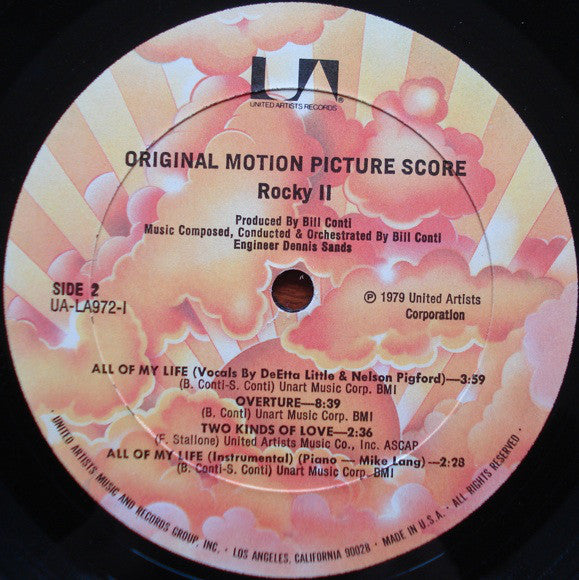 UA
UNITED ARTISTS RECORDS®
ORIGINAL MOTION PICTURE SCORE
Rocky II
Produced By Bill Conti
Music Composed, Conducted & Orchestrated By Bill Conti
Engineer Dennis Sands
SIDE 2
UA-LA972-I
℗ 1979 United Artists
Corporation
ALL OF MY LIFE (Vocals By DeEtta Little & Nelson Pigford)—3:59
(B. Conti-S. Conti) Unart Music Corp. BMI
OVERTURE—8:39
(B. Conti) Unart Music Corp. BMI
TWO KINDS OF LOVE—2:36
(F. Stallone) United Artists Music Co., Inc. ASCAP
ALL OF MY LIFE (Instrumental) (Piano — Mike Lang)—2:28
(B. Conti-S. Conti) Unart Music Corp. BMI
UNITED ARTISTS MUSIC AND RECORDS GROUP, INC. · LOS ANGELES, CALIFORNIA 90028 · MADE IN U.S.A. · ALL RIGHTS RESERVED ·